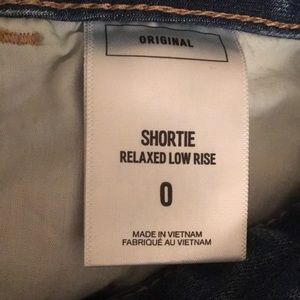 ORIGINAL
SHORTIE
RELAXED LOW RISE
0
MADE IN VIETNAM
FABRIQUÉ AU VIETNAM